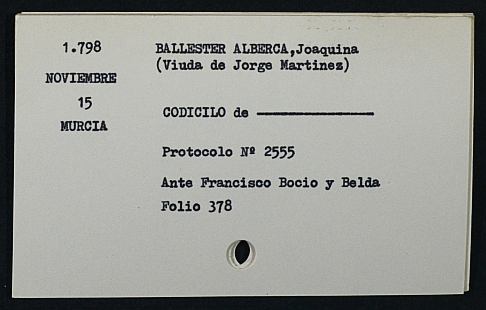 1.798
NOVIEMBRE
15
MURCIA
BALLESTER ALBERCA,Joaquina
(Viuda de Jorge Martinez)
CODICILO de
Protocolo Nº 2555
Ante Francisco Bocio y Belda
Folio 378